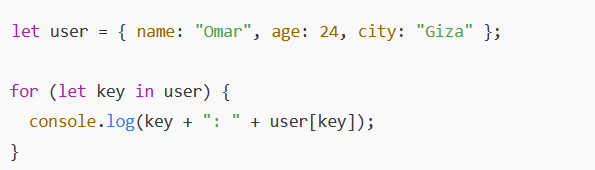 let user = { name: "Omar", age: 24, city: "Giza" };
for (let key in user) {
  console.log(key + ": " + user[key]);
}